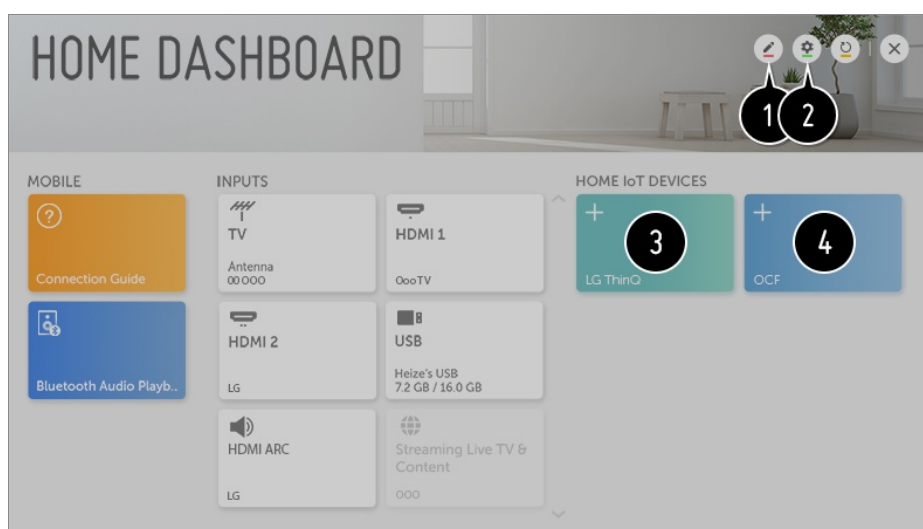 HOME DASHBOARD
1
2
MOBILE
INPUTS
HOME IoT DEVICES
?
Connection Guide
TV
Antenna
00 000
HDMI 1
OooTV
3
LG ThinQ
4
OCF
Bluetooth Audio Playb..
HDMI 2
LG
USB
Heize's USB
7.2 GB / 16.0 GB
HDMI ARC
LG
Streaming Live TV &
Content
000